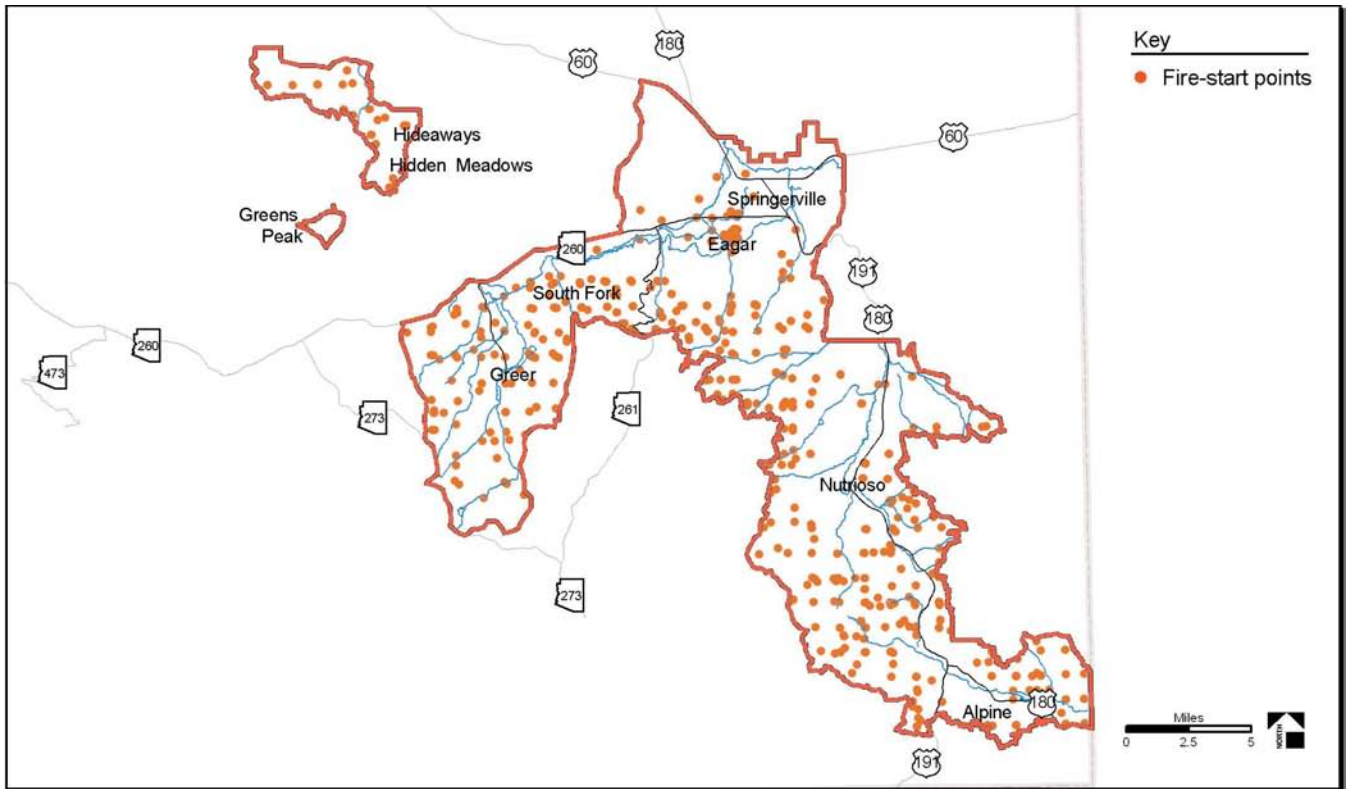 180
60
Key
Fire-start points
60
Hideaways
Hidden Meadows
Springerville
Greens
Peak
260
Eagar
191
South Fork
180
260
473
Greer
261
273
Nutrioso
273
180
Alpine
Miles
0 2.5 5
NORTH
191